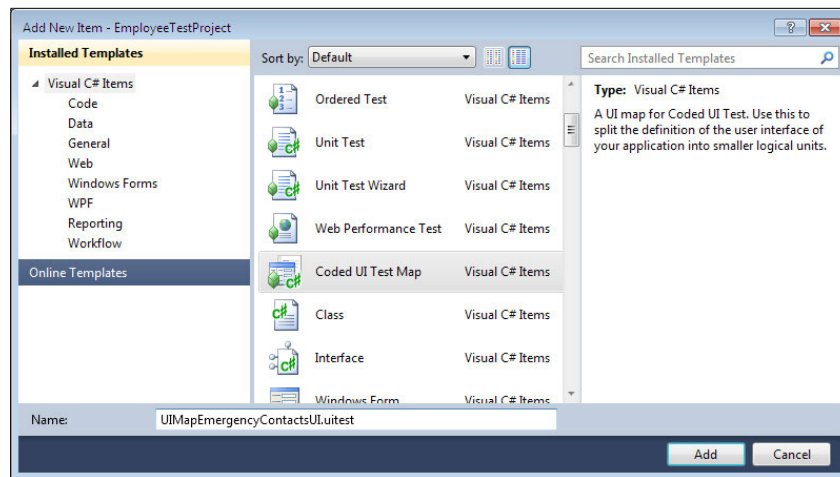 Add New Item - EmployeeTestProject
Installed Templates
Visual C# Items
Code
Data
General
Web
Windows Forms
WPF
Reporting
Workflow
Online Templates
Sort by: Default
Ordered Test Visual C# Items
Unit Test Visual C# Items
Unit Test Wizard Visual C# Items
Web Performance Test Visual C# Items
Coded UI Test Map Visual C# Items
Class Visual C# Items
Interface Visual C# Items
Windows Form Visual C# Items
Search Installed Templates
Type: Visual C# Items
A UI map for Coded UI Test. Use this to
split the definition of the user interface of
your application into smaller logical units.
Name: UIMapEmergencyContactsUI.uitest
Add Cancel